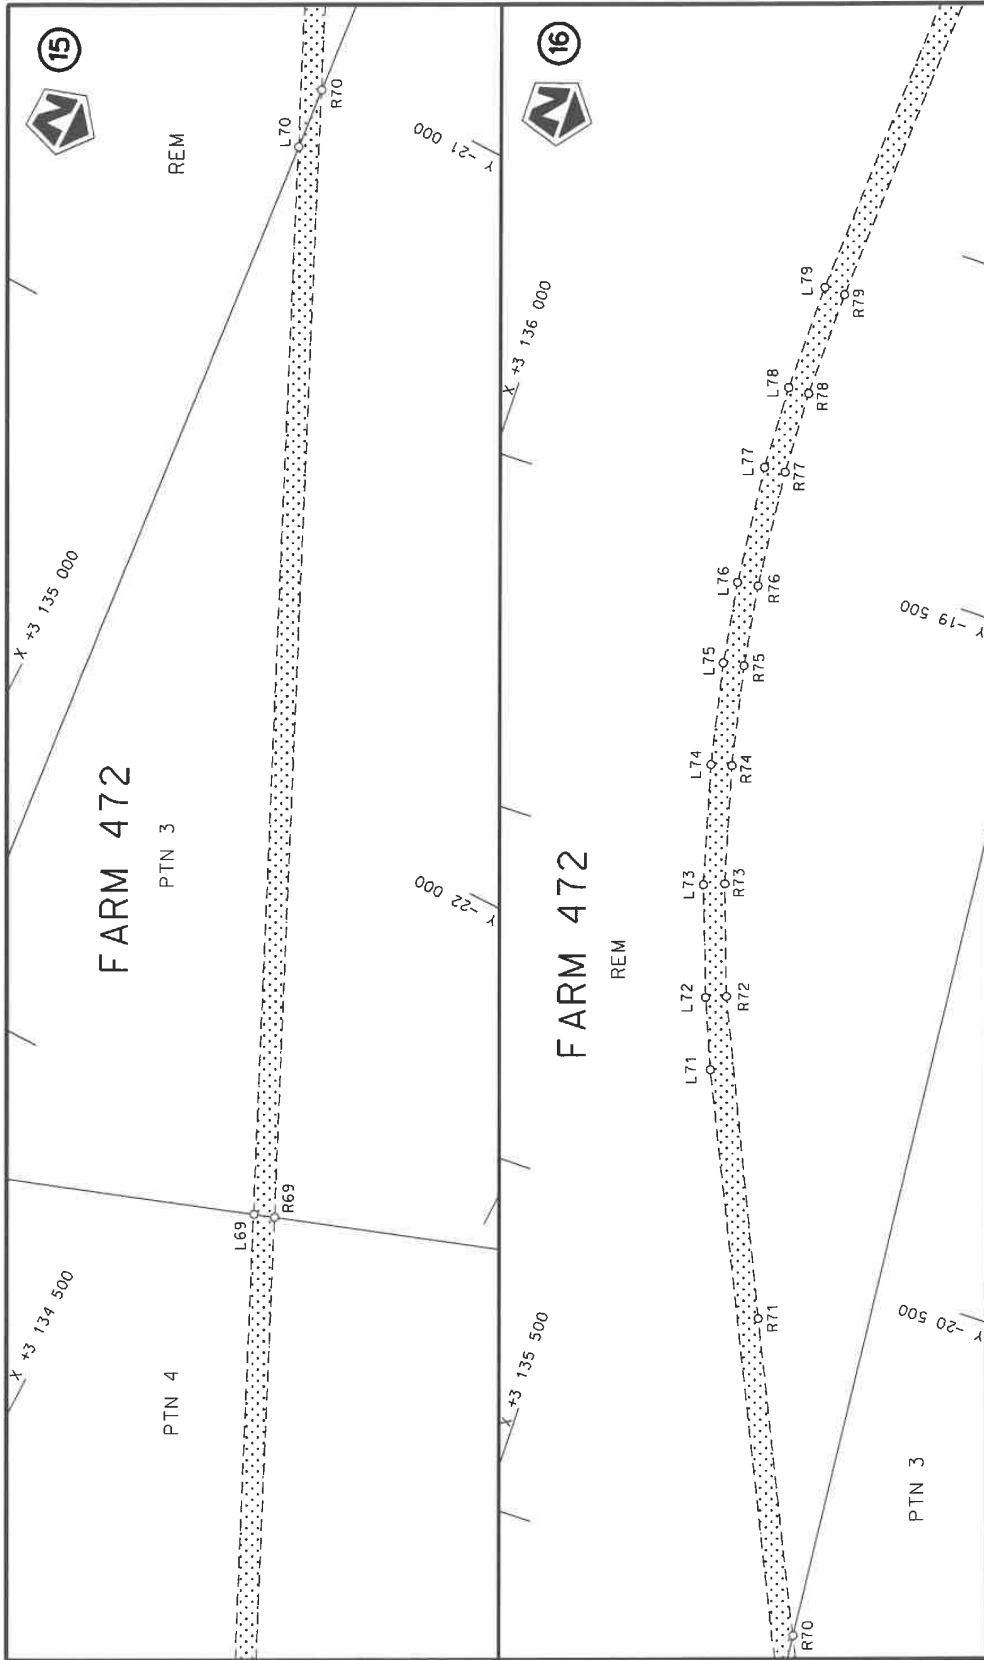 15
N
REM
L70
R70
Y -21 000
X +3 135 000
FARM 472
PTN 3
Y -22 000
L69
R69
X +3 134 500
PTN 4
16
N
X +3 136 000
L79
R79
L78
R78
L77
R77
L76
R76
Y -19 500
L75
R75
L74
R74
L73
R73
FARM 472
REM
L72
R72
L71
R71
Y -20 500
X +3 135 500
PTN 3
R70